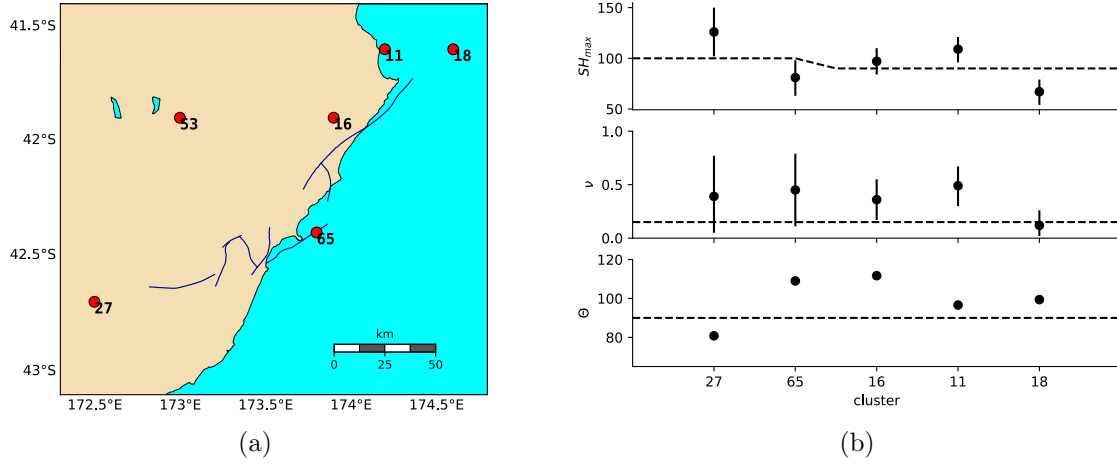 41.5°S
42°S
42.5°S
43°S
172.5°E 173°E 173.5°E 174°E 174.5°E
11
18
53
16
65
27
km
0 25 50
(a)
150
100
50
SHmax
1.0
0.5
0.0
ν
120
100
80
Θ
27 65 16 11 18
cluster
(b)